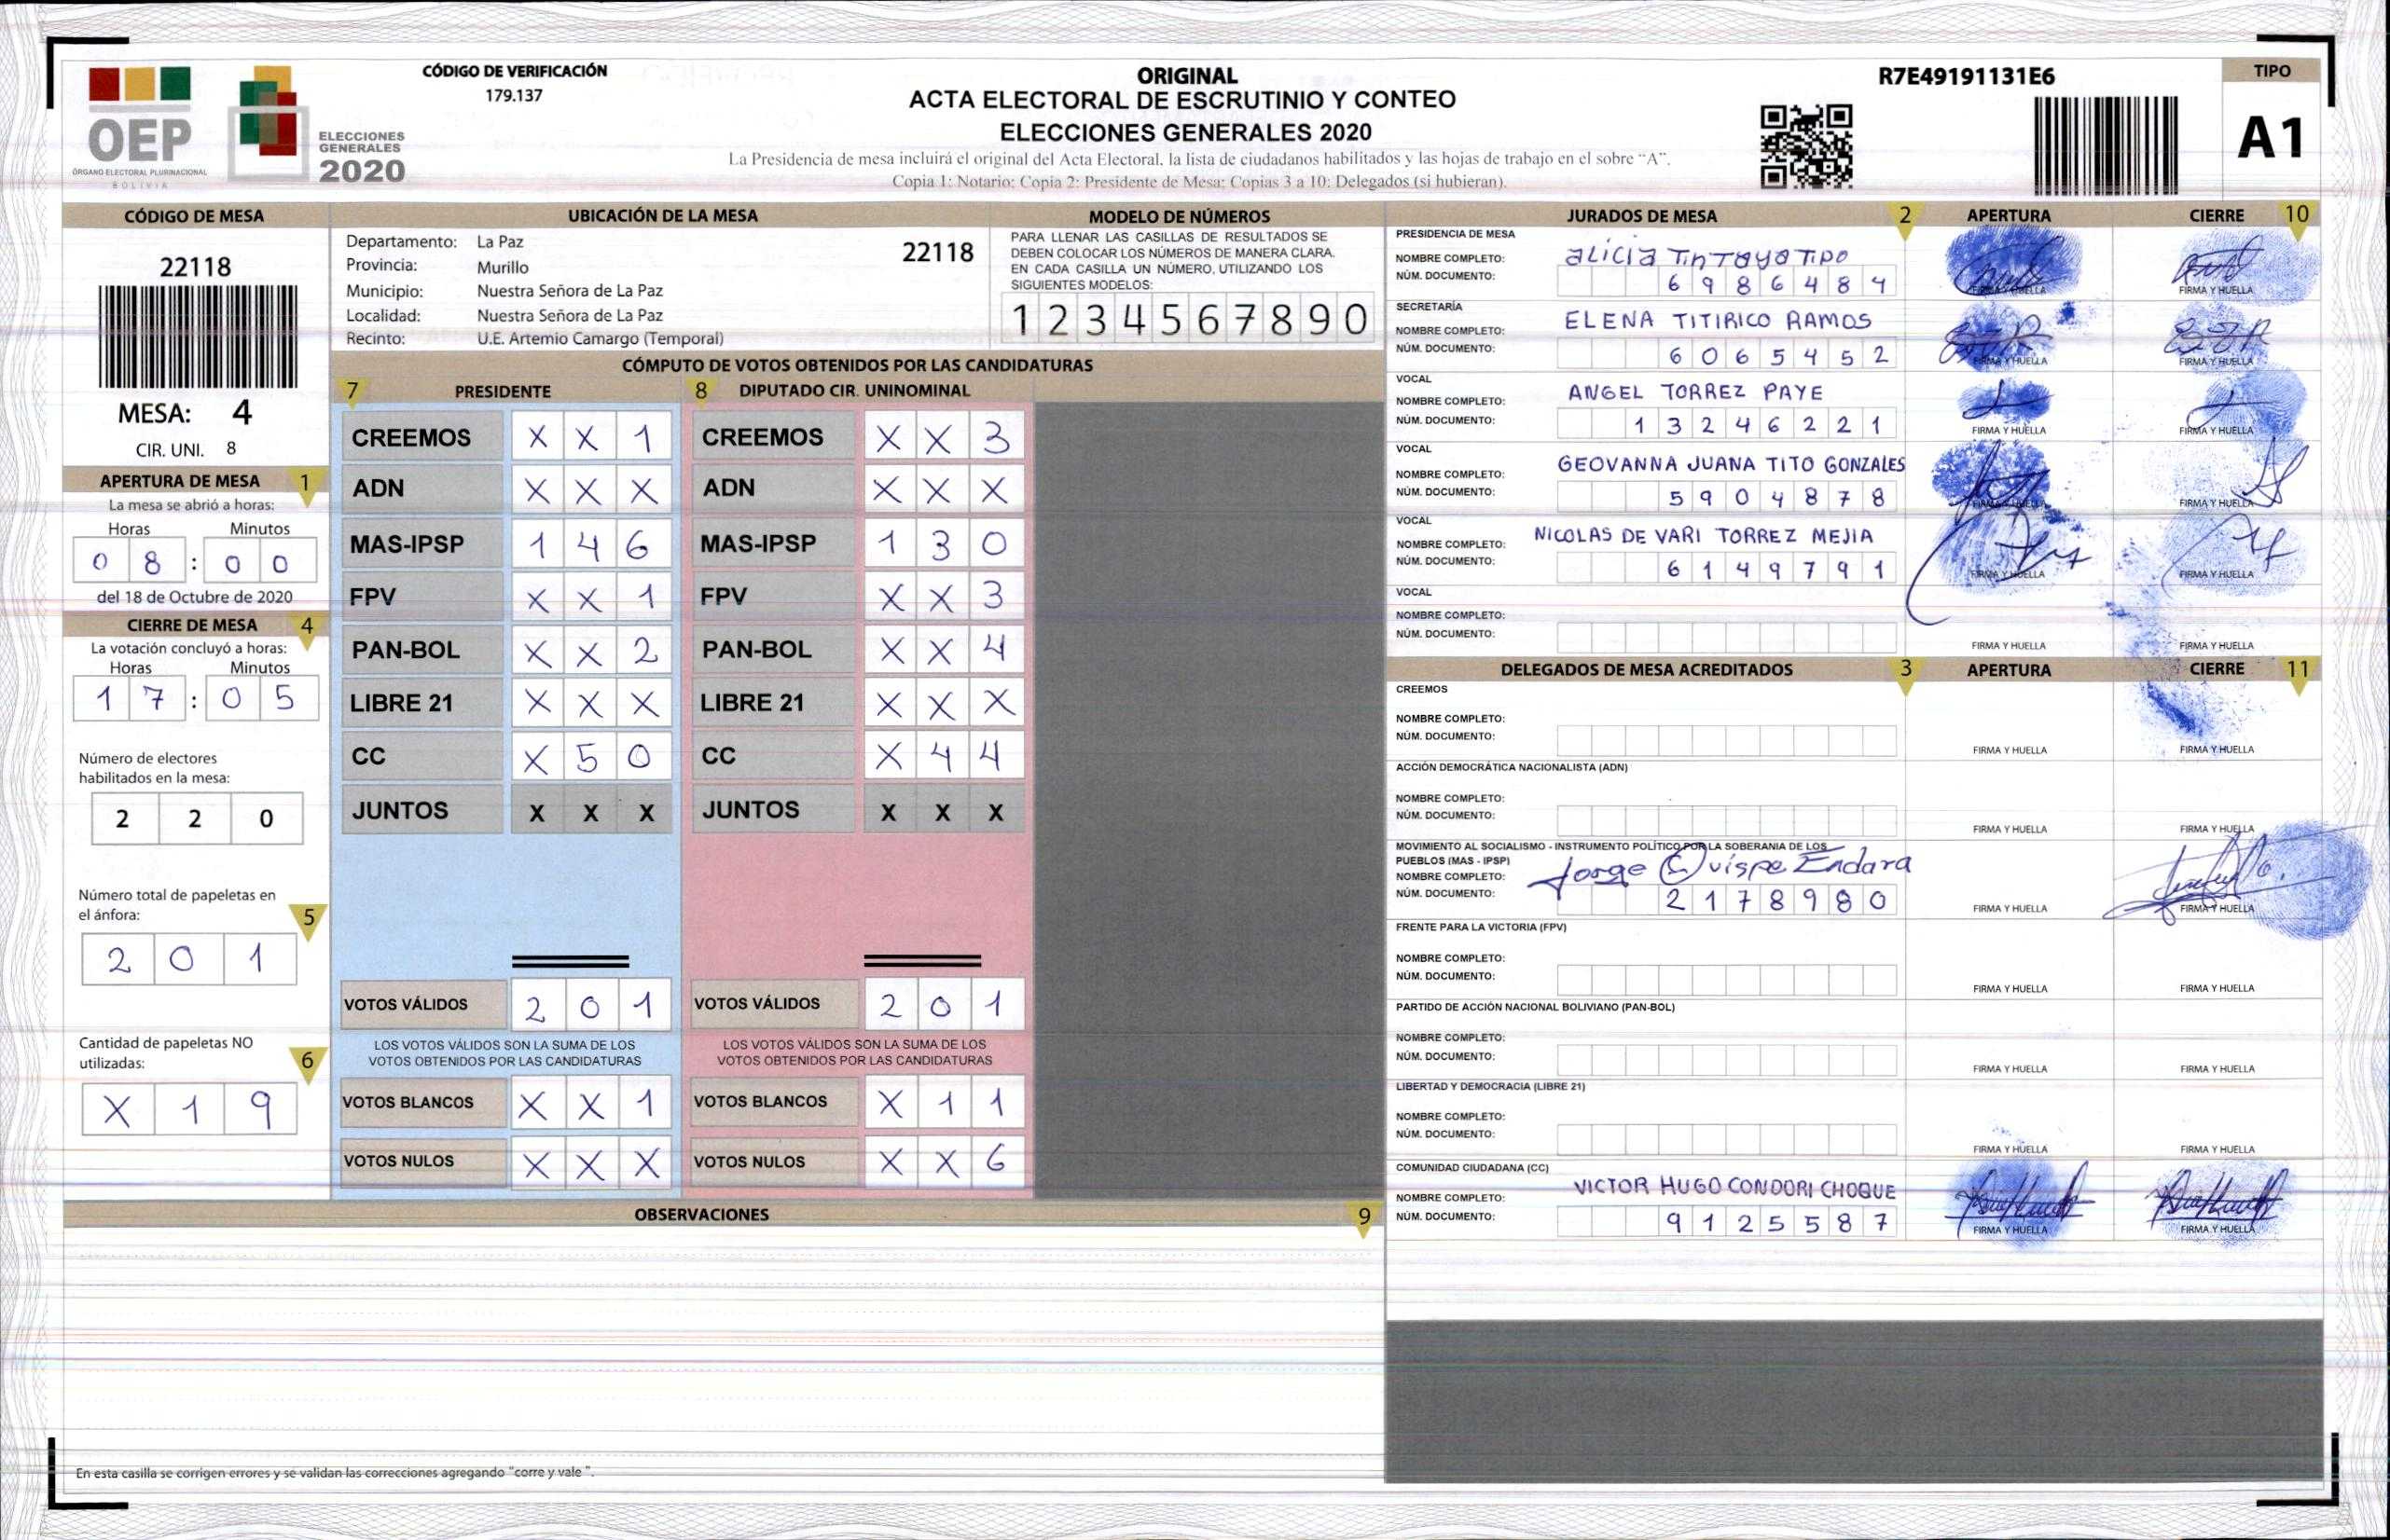 CÓDIGO DE VERIFICACIÓN
179.137
OEP
ÓRGANO ELECTORAL PLURINACIONAL
BOLIVIA
ELECCIONES
GENERALES
2020
ORIGINAL
ACTA ELECTORAL DE ESCRUTINIO Y CONTEO
ELECCIONES GENERALES 2020
La Presidencia de mesa incluirá el original del Acta Electoral, la lista de ciudadanos habilitados y las hojas de trabajo en el sobre “A”.
Copia 1: Notario; Copia 2: Presidente de Mesa; Copias 3 a 10: Delegados (si hubieran).
R7E49191131E6
TIPO
A1
CÓDIGO DE MESA
22118
MESA: 4
CIR. UNI. 8
APERTURA DE MESA 1
La mesa se abrió a horas:
Horas Minutos
0 8 : 0 0
del 18 de Octubre de 2020
CIERRE DE MESA 4
La votación concluyó a horas:
Horas Minutos
1 7 : 0 5
Número de electores
habilitados en la mesa:
2 2 0
Número total de papeletas en
el ánfora: 5
2 0 1
Cantidad de papeletas NO
utilizadas: 6
X 1 9
UBICACIÓN DE LA MESA
Departamento: La Paz 22118
Provincia: Murillo
Municipio: Nuestra Señora de La Paz
Localidad: Nuestra Señora de La Paz
Recinto: U.E. Artemio Camargo (Temporal)
MODELO DE NÚMEROS
PARA LLENAR LAS CASILLAS DE RESULTADOS SE
DEBEN COLOCAR LOS NÚMEROS DE MANERA CLARA.
EN CADA CASILLA UN NÚMERO, UTILIZANDO LOS
SIGUIENTES MODELOS:
1 2 3 4 5 6 7 8 9 0
CÓMPUTO DE VOTOS OBTENIDOS POR LAS CANDIDATURAS
7 PRESIDENTE 8 DIPUTADO CIR. UNINOMINAL
CREEMOS X X 1 CREEMOS X X 3
ADN X X X ADN X X X
MAS-IPSP 1 4 6 MAS-IPSP 1 3 0
FPV X X 1 FPV X X 3
PAN-BOL X X 2 PAN-BOL X X 4
LIBRE 21 X X X LIBRE 21 X X X
CC X 5 0 CC X 4 4
JUNTOS X X X JUNTOS X X X
VOTOS VÁLIDOS 2 0 1 VOTOS VÁLIDOS 2 0 1
LOS VOTOS VÁLIDOS SON LA SUMA DE LOS LOS VOTOS VÁLIDOS SON LA SUMA DE LOS
VOTOS OBTENIDOS POR LAS CANDIDATURAS VOTOS OBTENIDOS POR LAS CANDIDATURAS
VOTOS BLANCOS X X 1 VOTOS BLANCOS X 1 1
VOTOS NULOS X X X VOTOS NULOS X X 6
OBSERVACIONES 9
En esta casilla se corrigen errores y se validan las correcciones agregando “corre y vale ”.
JURADOS DE MESA 2 APERTURA CIERRE 10
PRESIDENCIA DE MESA
NOMBRE COMPLETO: alicia Tintaya Tipo
NÚM. DOCUMENTO: 6 9 8 6 4 8 4 FIRMA Y HUELLA FIRMA Y HUELLA
SECRETARÍA
NOMBRE COMPLETO: ELENA TITIRICO RAMOS
NÚM. DOCUMENTO: 6 0 6 5 4 5 2 FIRMA Y HUELLA FIRMA Y HUELLA
VOCAL
NOMBRE COMPLETO: ANGEL TORREZ PAYE
NÚM. DOCUMENTO: 1 3 2 4 6 2 2 1 FIRMA Y HUELLA FIRMA Y HUELLA
VOCAL
NOMBRE COMPLETO: GEOVANNA JUANA TITO GONZALES
NÚM. DOCUMENTO: 5 9 0 4 8 7 8 FIRMA Y HUELLA FIRMA Y HUELLA
VOCAL
NOMBRE COMPLETO: NICOLAS DE VARI TORREZ MEJIA
NÚM. DOCUMENTO: 6 1 4 9 7 9 1 FIRMA Y HUELLA FIRMA Y HUELLA
VOCAL
NOMBRE COMPLETO:
NÚM. DOCUMENTO: FIRMA Y HUELLA FIRMA Y HUELLA
DELEGADOS DE MESA ACREDITADOS 3 APERTURA CIERRE 11
CREEMOS
NOMBRE COMPLETO:
NÚM. DOCUMENTO: FIRMA Y HUELLA FIRMA Y HUELLA
ACCIÓN DEMOCRÁTICA NACIONALISTA (ADN)
NOMBRE COMPLETO:
NÚM. DOCUMENTO: FIRMA Y HUELLA FIRMA Y HUELLA
MOVIMIENTO AL SOCIALISMO - INSTRUMENTO POLÍTICO POR LA SOBERANIA DE LOS
PUEBLOS (MAS - IPSP)
NOMBRE COMPLETO: Jorge Quispe Endara
NÚM. DOCUMENTO: 2 1 7 8 9 8 0 FIRMA Y HUELLA FIRMA Y HUELLA
FRENTE PARA LA VICTORIA (FPV)
NOMBRE COMPLETO:
NÚM. DOCUMENTO: FIRMA Y HUELLA FIRMA Y HUELLA
PARTIDO DE ACCIÓN NACIONAL BOLIVIANO (PAN-BOL)
NOMBRE COMPLETO:
NÚM. DOCUMENTO: FIRMA Y HUELLA FIRMA Y HUELLA
LIBERTAD Y DEMOCRACIA (LIBRE 21)
NOMBRE COMPLETO:
NÚM. DOCUMENTO: FIRMA Y HUELLA FIRMA Y HUELLA
COMUNIDAD CIUDADANA (CC)
NOMBRE COMPLETO: VICTOR HUGO CONDORI CHOQUE
NÚM. DOCUMENTO: 9 1 2 5 5 8 7 FIRMA Y HUELLA FIRMA Y HUELLA